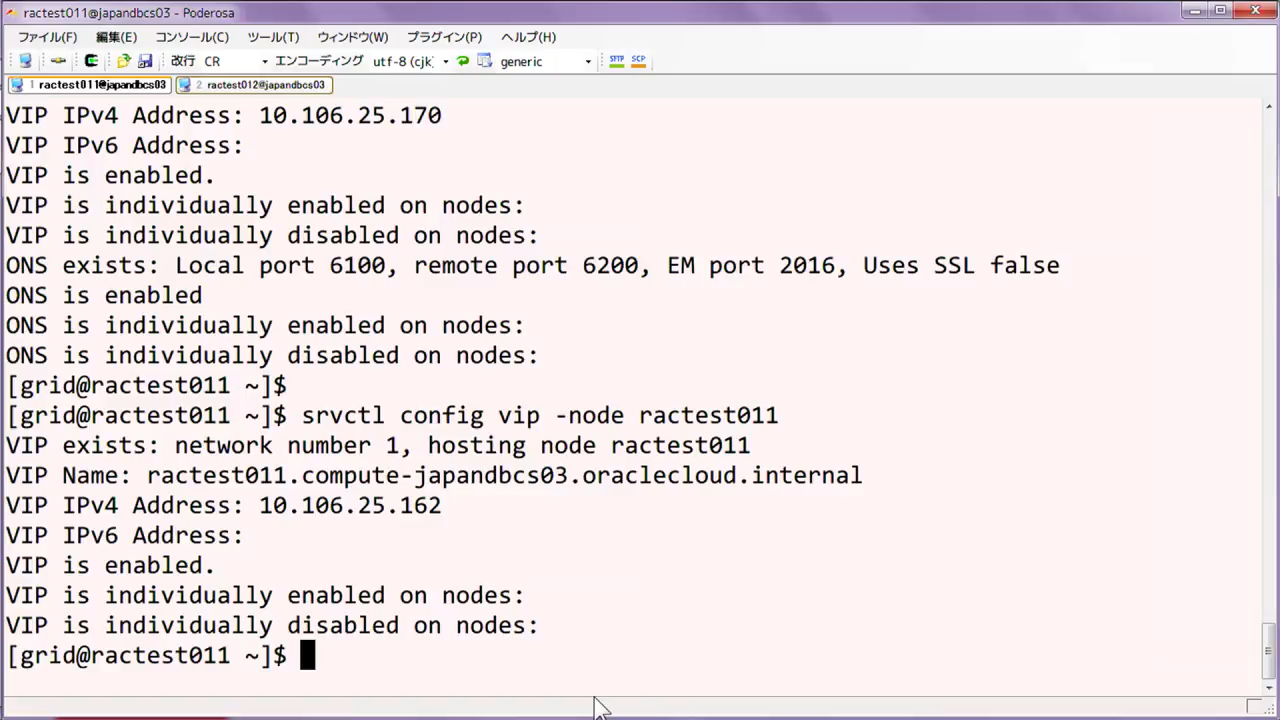 ractest011@japandbcs03 - Poderosa
ファイル(F) 編集(E) コンソール(C) ツール(T) ウィンドウ(W) プラグイン(P) ヘルプ(H)
改行 CR エンコーディング utf-8 (cjk) generic SFTP SCP
1 ractest011@japandbcs03 2 ractest012@japandbcs03
VIP IPv4 Address: 10.106.25.170
VIP IPv6 Address:
VIP is enabled.
VIP is individually enabled on nodes:
VIP is individually disabled on nodes:
ONS exists: Local port 6100, remote port 6200, EM port 2016, Uses SSL false
ONS is enabled
ONS is individually enabled on nodes:
ONS is individually disabled on nodes:
[grid@ractest011 ~]$
[grid@ractest011 ~]$ srvctl config vip -node ractest011
VIP exists: network number 1, hosting node ractest011
VIP Name: ractest011.compute-japandbcs03.oraclecloud.internal
VIP IPv4 Address: 10.106.25.162
VIP IPv6 Address:
VIP is enabled.
VIP is individually enabled on nodes:
VIP is individually disabled on nodes:
[grid@ractest011 ~]$